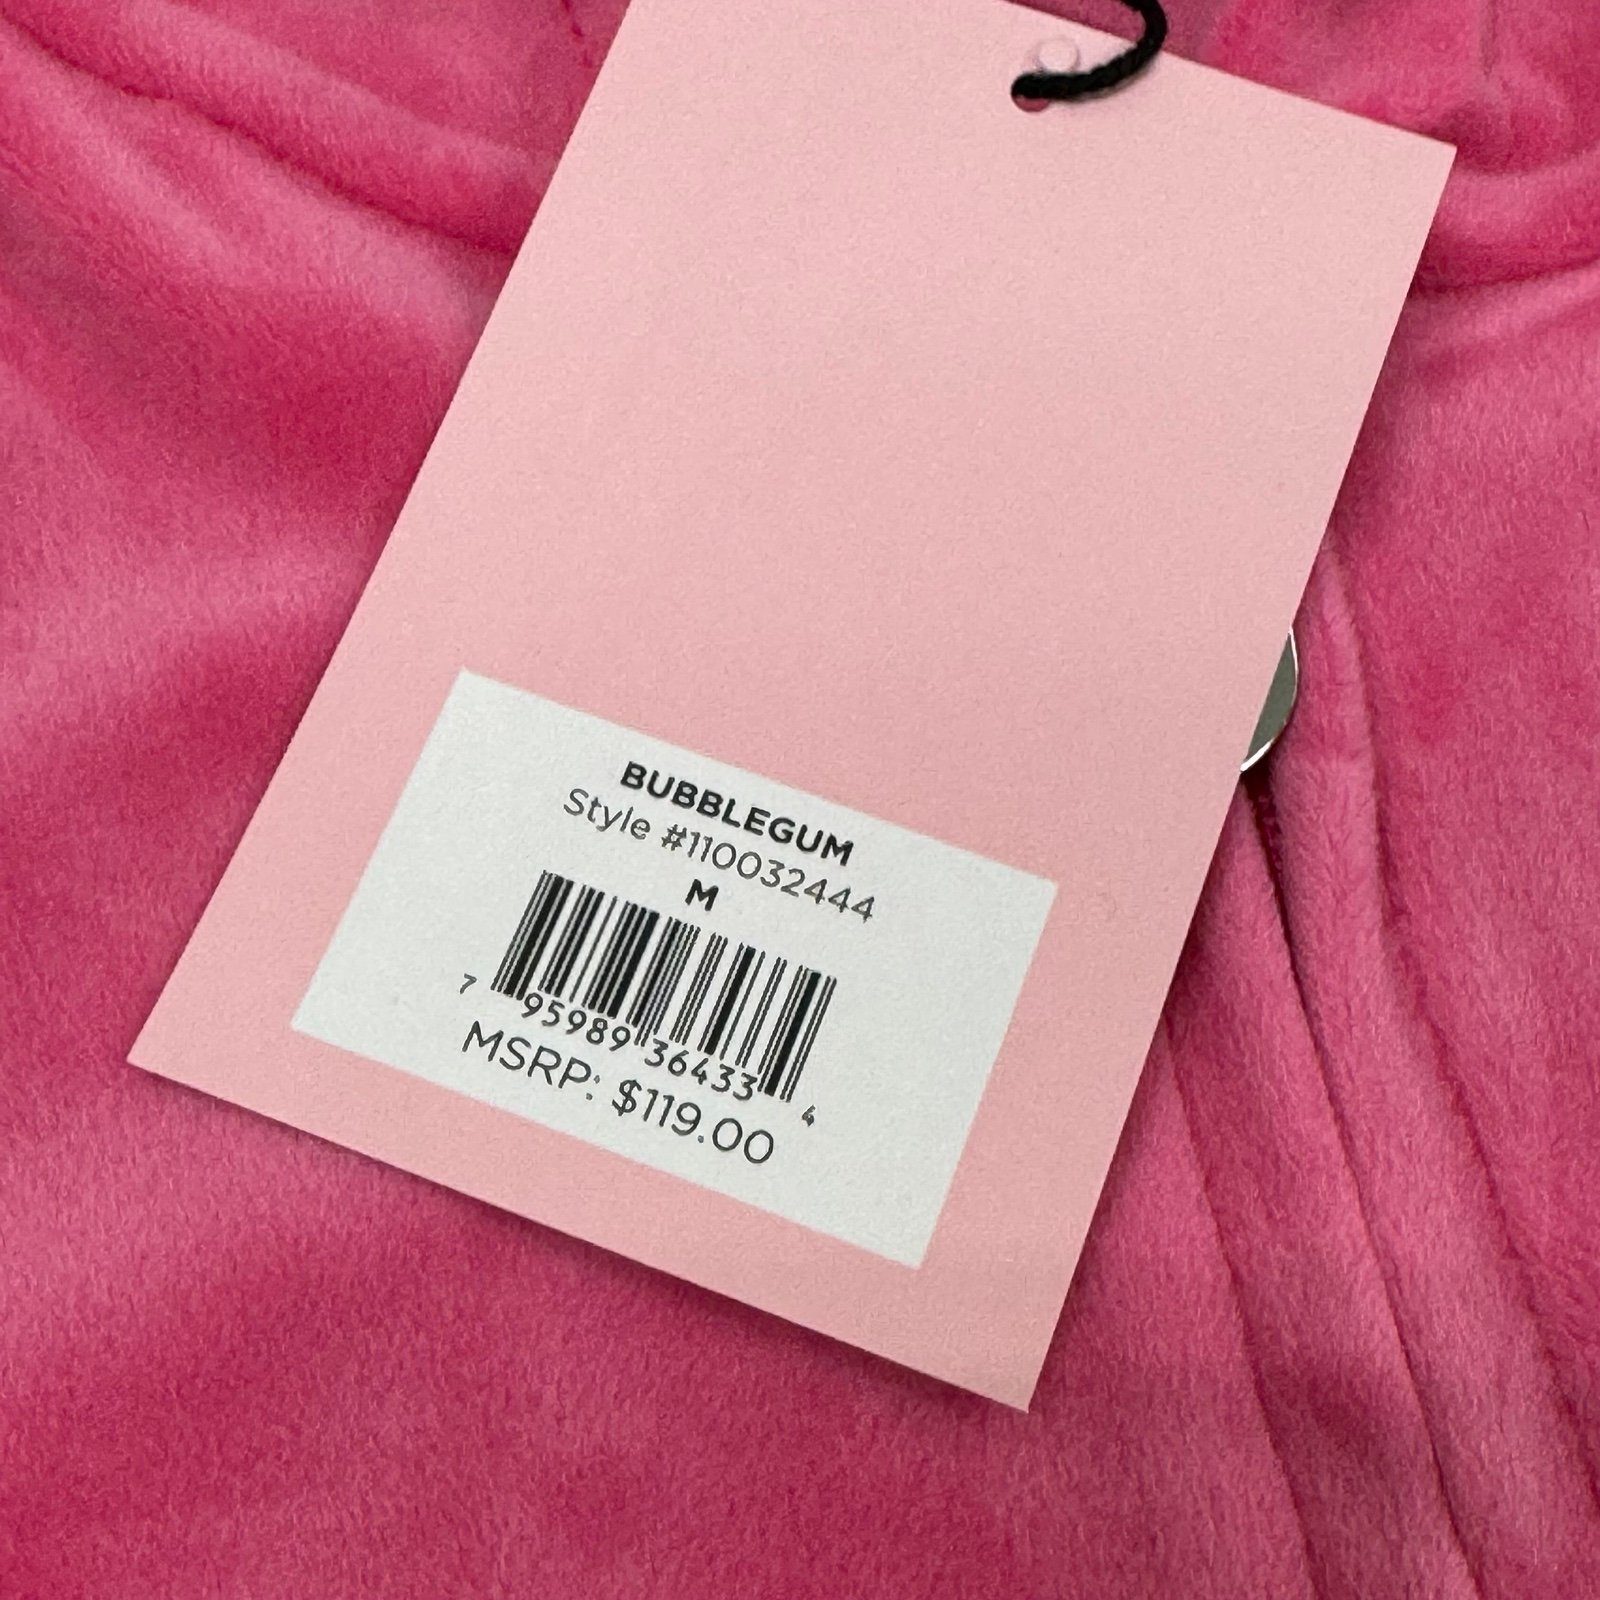 BUBBLEGUM
Style #110032444
M
7 95989 36433 4
MSRP: $119.00